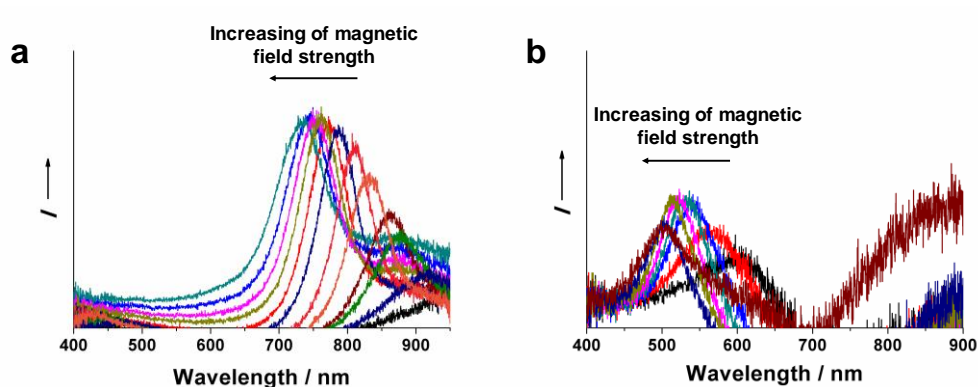 a
Increasing of magnetic
field strength
I
400 500 600 700 800 900
Wavelength / nm
b
Increasing of magnetic
field strength
I
400 500 600 700 800 900
Wavelength / nm